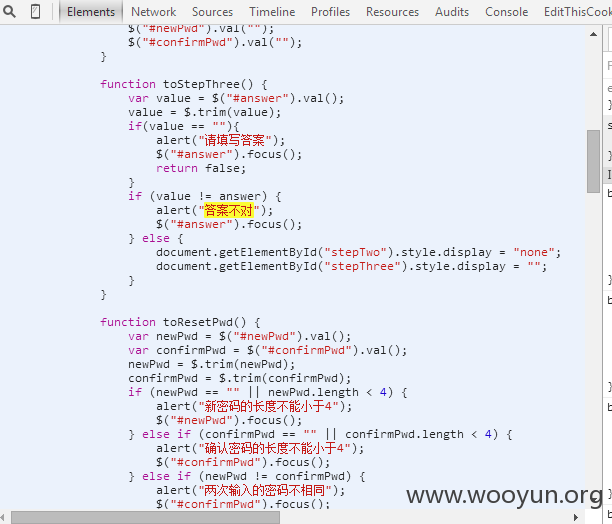 Elements Network Sources Timeline Profiles Resources Audits Console EditThisCook
$("#newPwd").val("");
$("#confirmPwd").val("");
}
function toStepThree() {
var value = $("#answer").val();
value = $.trim(value);
if(value == ""){
alert("请填写答案");
$("#answer").focus();
return false;
}
if (value != answer) {
alert("答案不对");
$("#answer").focus();
} else {
document.getElementById("stepTwo").style.display = "none";
document.getElementById("stepThree").style.display = "";
}
}
function toResetPwd() {
var newPwd = $("#newPwd").val();
var confirmPwd = $("#confirmPwd").val();
newPwd = $.trim(newPwd);
confirmPwd = $.trim(confirmPwd);
if (newPwd == "" || newPwd.length < 4) {
alert("新密码的长度不能小于4");
$("#newPwd").focus();
} else if (confirmPwd == "" || confirmPwd.length < 4) {
alert("确认密码的长度不能小于4");
$("#confirmPwd").focus();
} else if (newPwd != confirmPwd) {
alert("两次输入的密码不相同");
$("#confirmPwd").focus();
www.wooyun.org